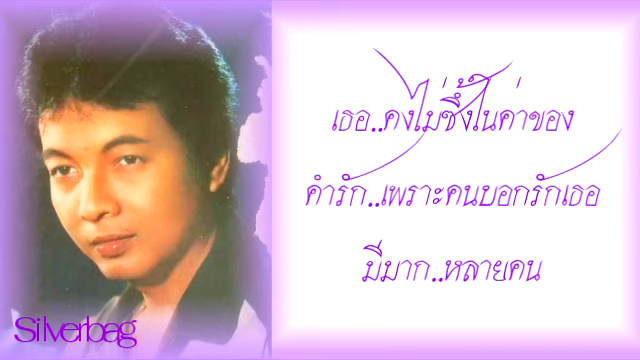 เธอ..คงไม่ซึ้งในค่าของ
คำรัก..เพราะคนบอกรักเธอ
มีมาก..หลายคน
Silverbag